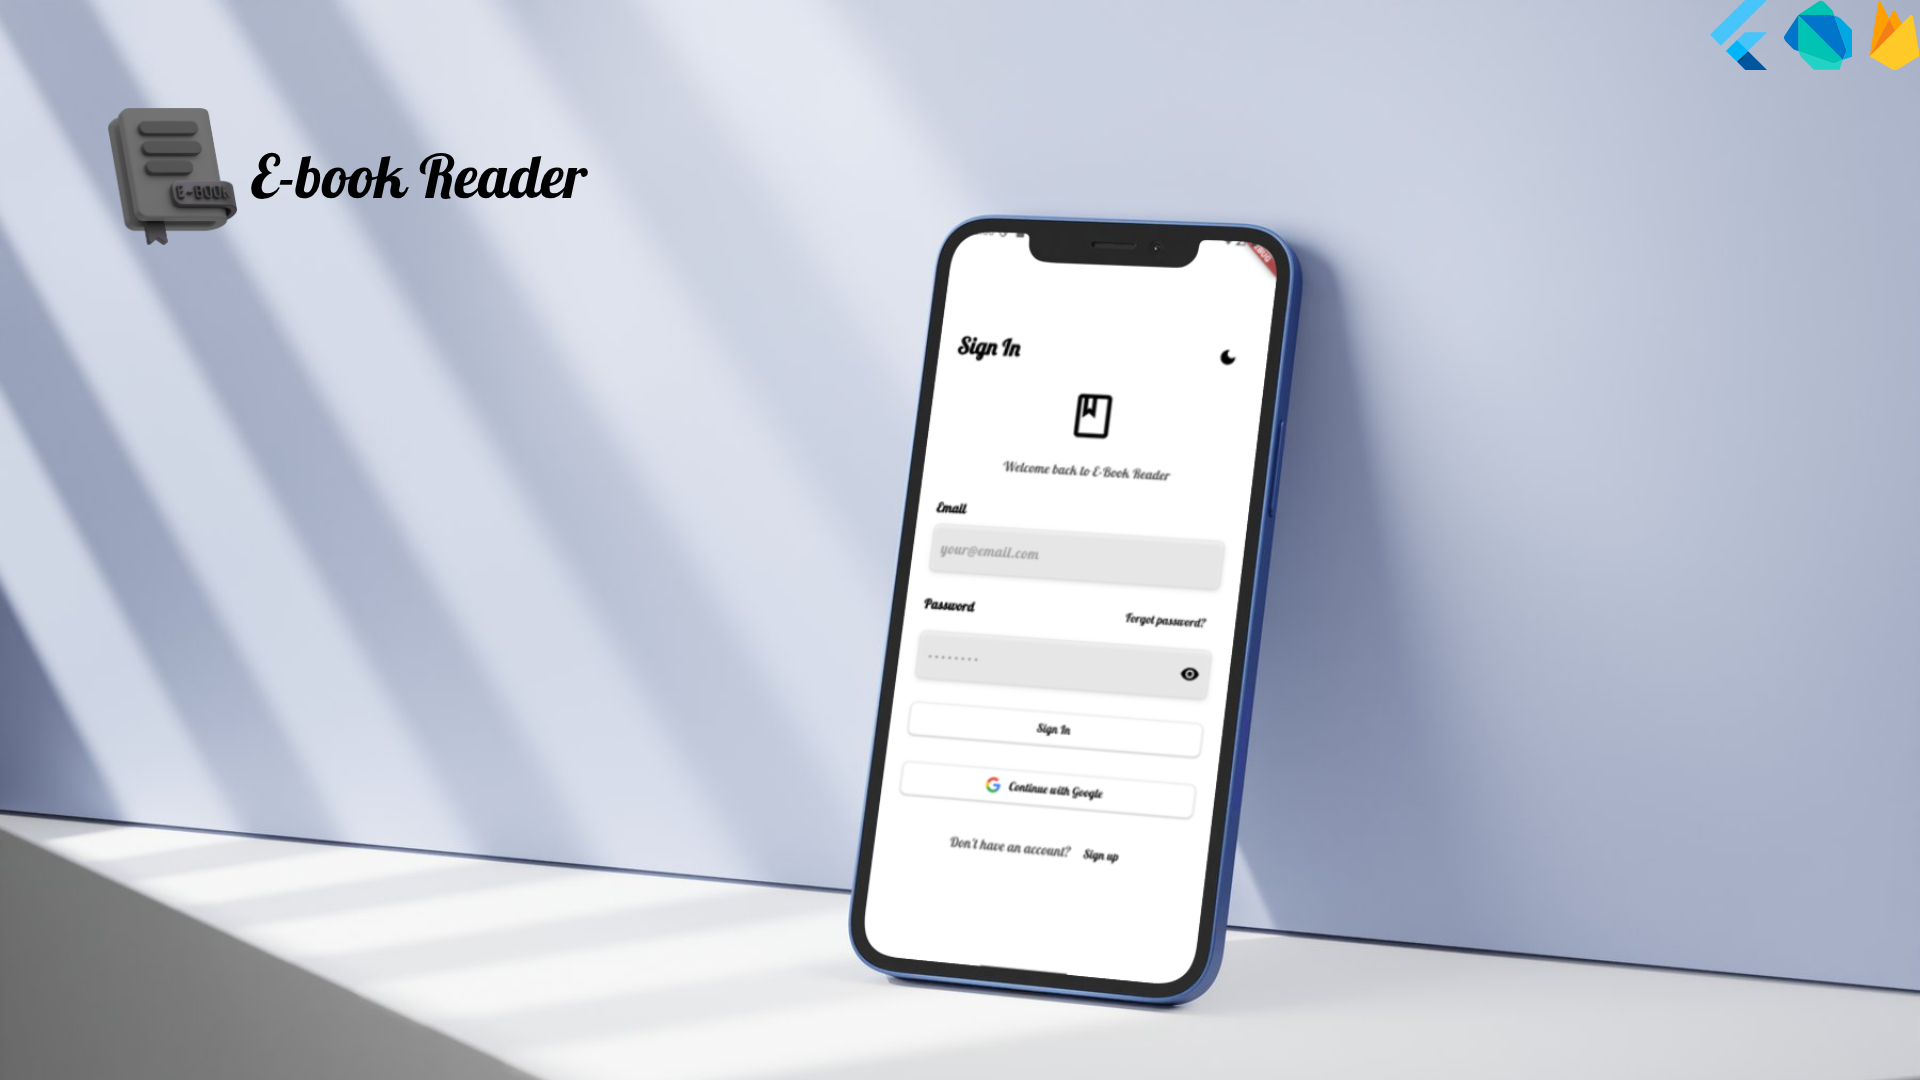 E-BOOK
E-book Reader
Sign In
Welcome back to E-Book Reader
Email
your@email.com
Password
Forgot password?
Sign In
Continue with Google
Don't have an account? Sign up